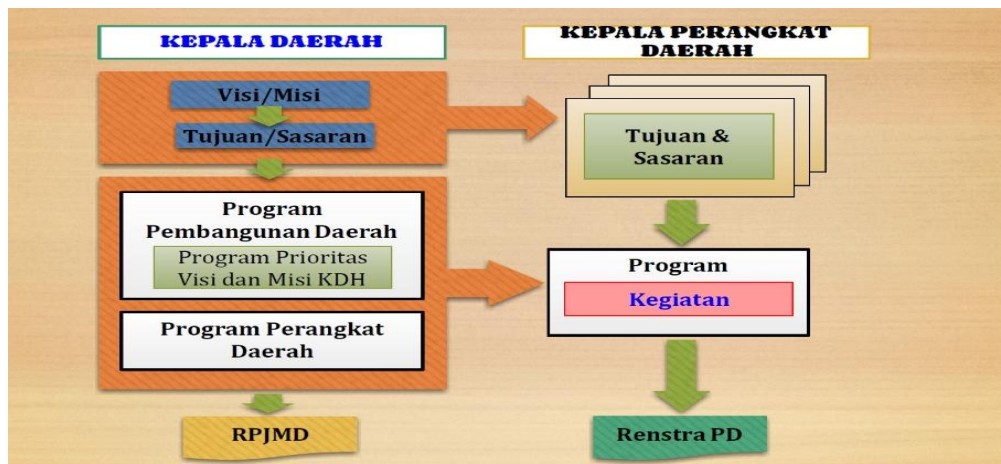 KEPALA DAERAH
Visi/Misi
Tujuan/Sasaran
Program
Pembangunan Daerah
Program Prioritas
Visi dan Misi KDH
Program Perangkat
Daerah
RPJMD
KEPALA PERANGKAT
DAERAH
Tujuan &
Sasaran
Program
Kegiatan
Renstra PD